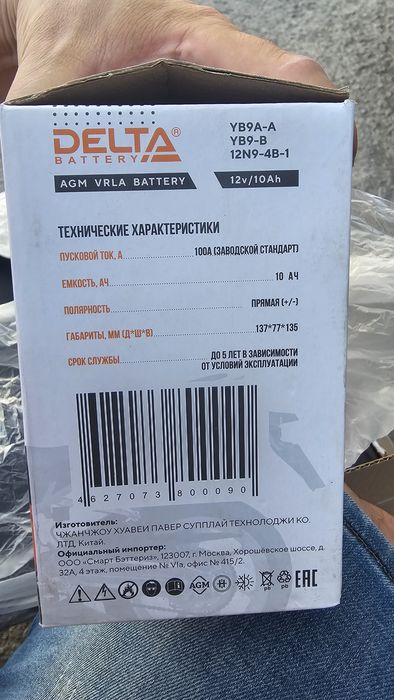 DELTA®
BATTERY
YB9A-A
YB9-B
12N9-4B-1
AGM VRLA BATTERY
12v/10Ah
ТЕХНИЧЕСКИЕ ХАРАКТЕРИСТИКИ
ПУСКОВОЙ ТОК, А 100А (ЗАВОДСКОЙ СТАНДАРТ)
ЕМКОСТЬ, АЧ 10 АЧ
ПОЛЯРНОСТЬ ПРЯМАЯ (+/-)
ГАБАРИТЫ, ММ (Д*Ш*В) 137*77*135
СРОК СЛУЖБЫ ДО 5 ЛЕТ В ЗАВИСИМОСТИ
ОТ УСЛОВИЙ ЭКСПЛУАТАЦИИ
4 627073 800090
Изготовитель:
ЧЖАНЧЖОУ ХУАВЕИ ПАВЕР СУППЛАЙ ТЕХНОЛОДЖИ КО.
ЛТД, Китай.
Официальный импортер:
ООО «Смарт Бэттериз», 123007, г. Москва, Хорошёвское шоссе, д.
32А, 4 этаж, помещение № VIa, офис № 415/2.
AGM Pb Pb EAC